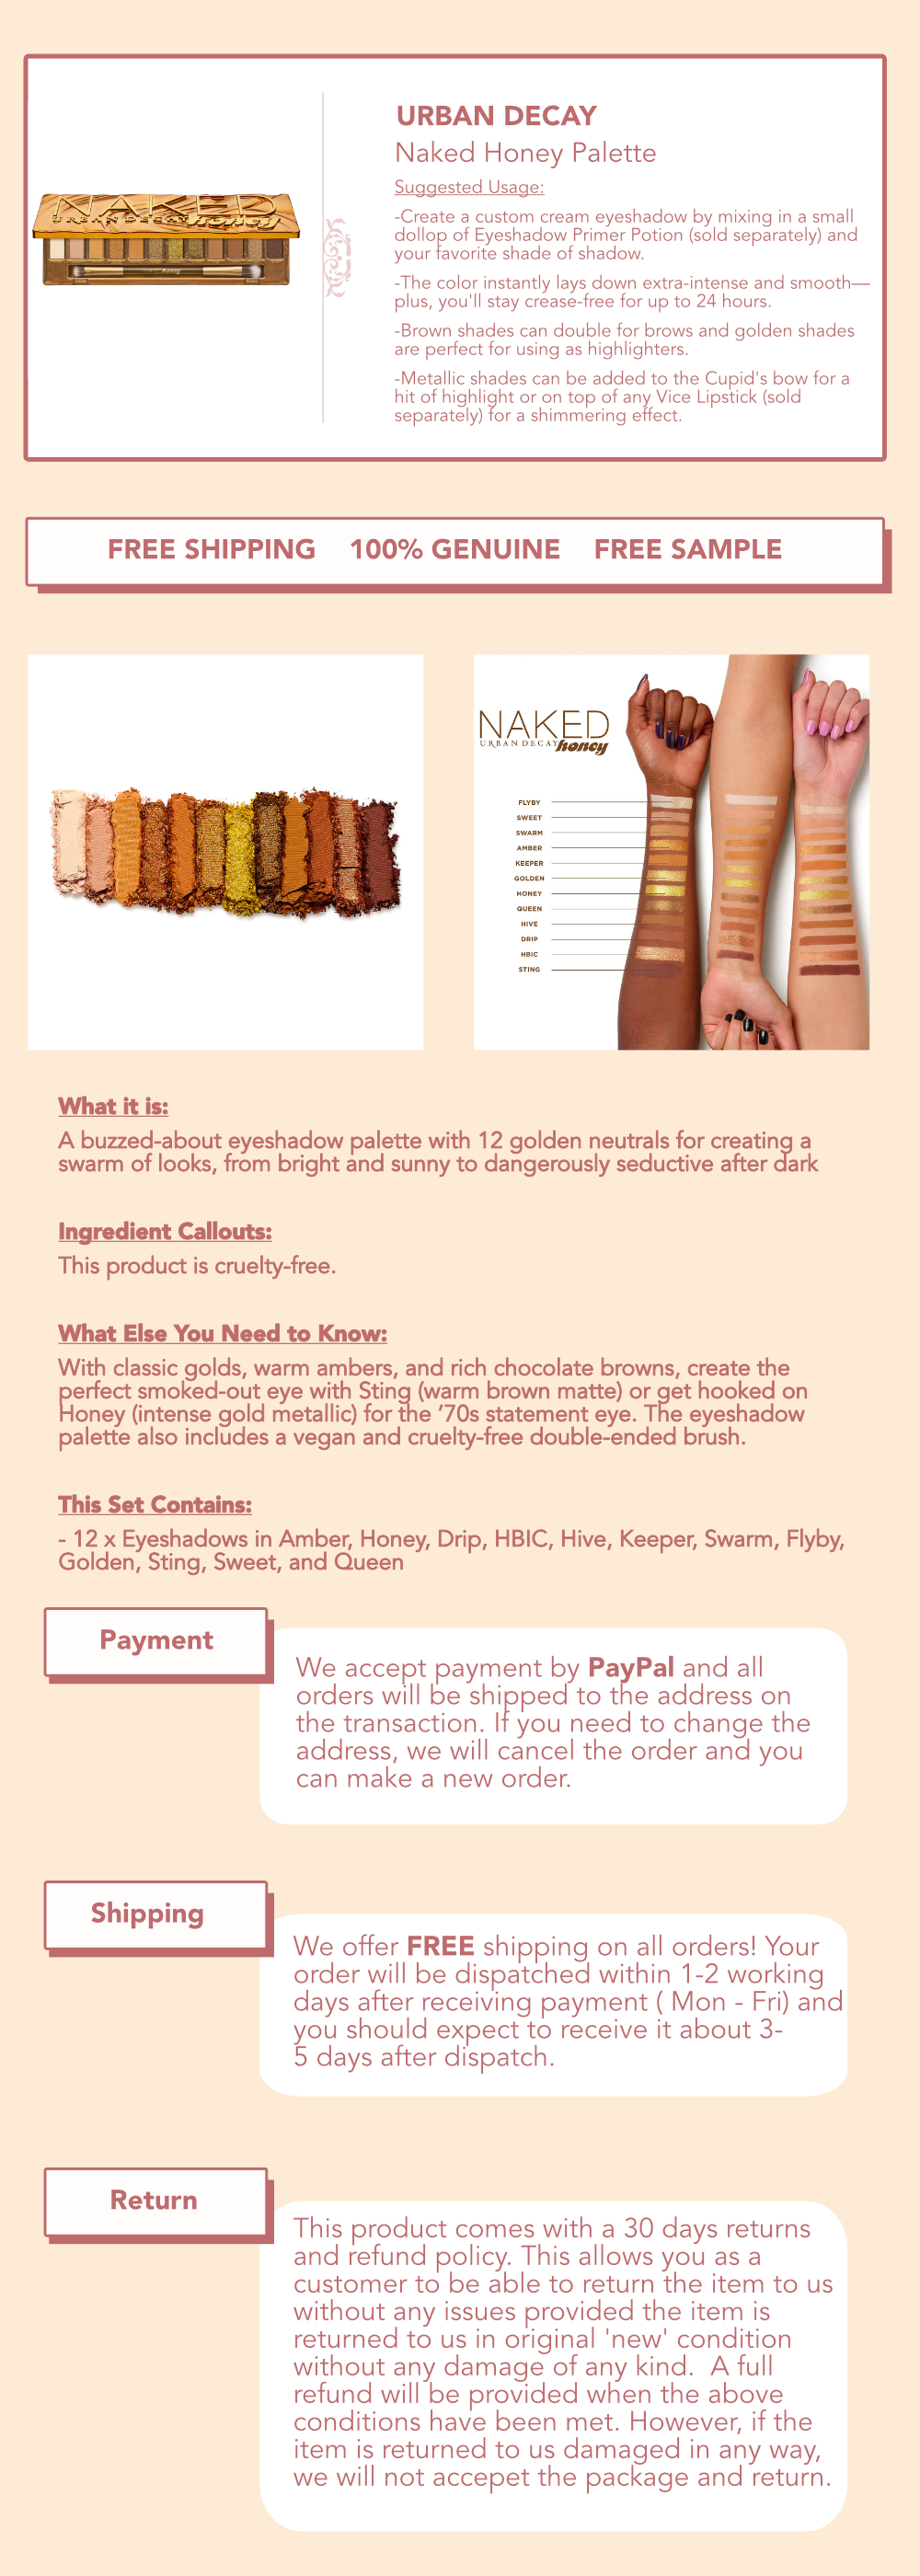 URBAN DECAY
Naked Honey Palette
Suggested Usage:
-Create a custom cream eyeshadow by mixing in a small
dollop of Eyeshadow Primer Potion (sold separately) and
your favorite shade of shadow.
-The color instantly lays down extra-intense and smooth—
plus, you'll stay crease-free for up to 24 hours.
-Brown shades can double for brows and golden shades
are perfect for using as highlighters.
-Metallic shades can be added to the Cupid's bow for a
hit of highlight or on top of any Vice Lipstick (sold
separately) for a shimmering effect.
NAKED
URBAN DECAY honey
FREE SHIPPING 100% GENUINE FREE SAMPLE
NAKED
URBAN DECAY honey
FLYBY
SWEET
SWARM
AMBER
KEEPER
GOLDEN
HONEY
QUEEN
HIVE
DRIP
HBIC
STING
What it is:
A buzzed-about eyeshadow palette with 12 golden neutrals for creating a
swarm of looks, from bright and sunny to dangerously seductive after dark
Ingredient Callouts:
This product is cruelty-free.
What Else You Need to Know:
With classic golds, warm ambers, and rich chocolate browns, create the
perfect smoked-out eye with Sting (warm brown matte) or get hooked on
Honey (intense gold metallic) for the ’70s statement eye. The eyeshadow
palette also includes a vegan and cruelty-free double-ended brush.
This Set Contains:
- 12 x Eyeshadows in Amber, Honey, Drip, HBIC, Hive, Keeper, Swarm, Flyby,
Golden, Sting, Sweet, and Queen
Payment
We accept payment by PayPal and all
orders will be shipped to the address on
the transaction. If you need to change the
address, we will cancel the order and you
can make a new order.
Shipping
We offer FREE shipping on all orders! Your
order will be dispatched within 1-2 working
days after receiving payment ( Mon - Fri) and
you should expect to receive it about 3-
5 days after dispatch.
Return
This product comes with a 30 days returns
and refund policy. This allows you as a
customer to be able to return the item to us
without any issues provided the item is
returned to us in original 'new' condition
without any damage of any kind.  A full
refund will be provided when the above
conditions have been met. However, if the
item is returned to us damaged in any way,
we will not accepet the package and return.